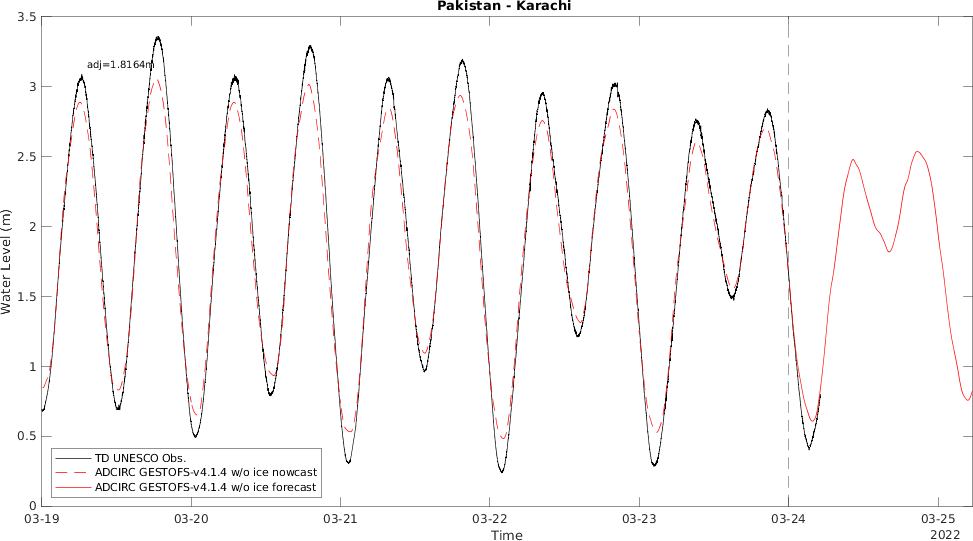 Pakistan - Karachi
3.5
adj=1.8164m
3
2.5
2
Water Level (m)
1.5
1
0.5
TD UNESCO Obs.
ADCIRC GESTOFS-v4.1.4 w/o ice nowcast
ADCIRC GESTOFS-v4.1.4 w/o ice forecast
0
03-19 03-20 03-21 03-22 03-23 03-24 03-25
Time 2022